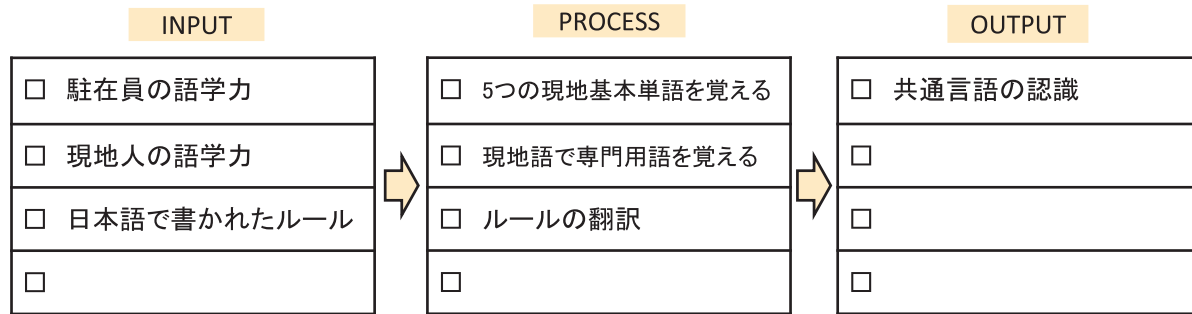 INPUT
PROCESS
OUTPUT
□ 駐在員の語学力
□ 5つの現地基本単語を覚える
□ 共通言語の認識
□ 現地人の語学力
□ 現地語で専門用語を覚える
□
□ 日本語で書かれたルール
□ ルールの翻訳
□
□
□
□